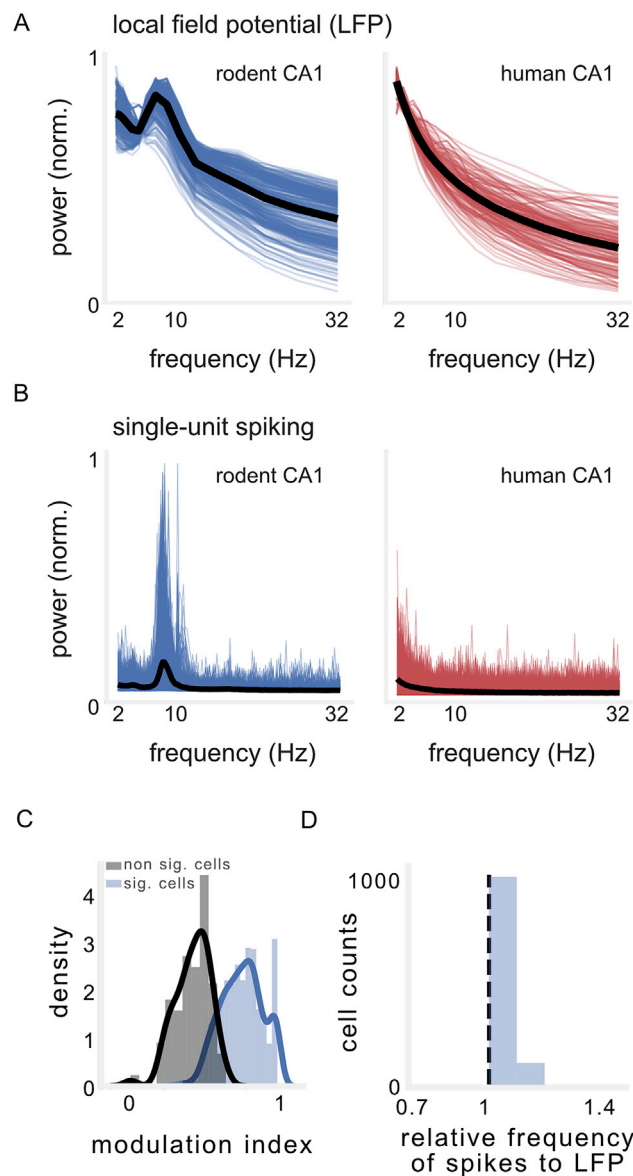 A
local field potential (LFP)
1
rodent CA1
human CA1
power (norm.)
0
2 10 32 2 10 32
frequency (Hz) frequency (Hz)
B
single-unit spiking
1
rodent CA1
human CA1
power (norm.)
0
2 10 32 2 10 32
frequency (Hz) frequency (Hz)
C
non sig. cells
sig. cells
4
3
2
1
0
density
0 1
modulation index
D
1000
cell counts
0
0.7 1 1.4
relative frequency
of spikes to LFP